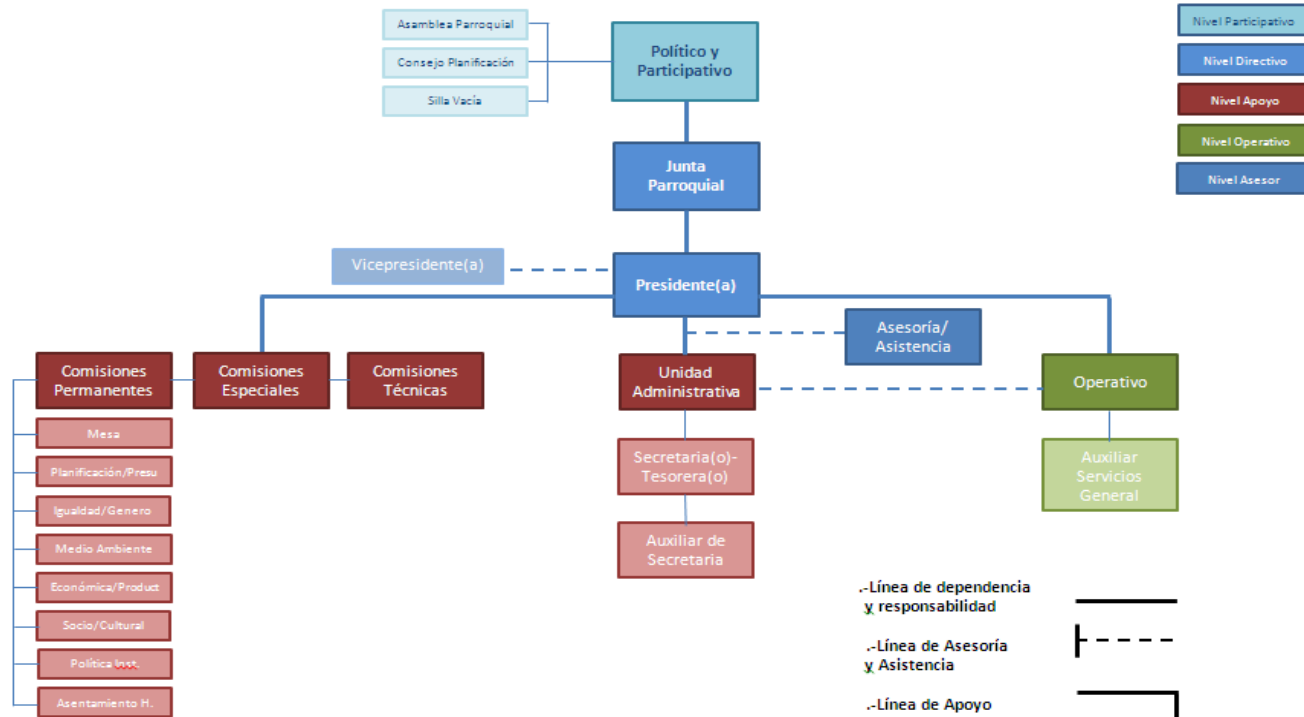 Asamblea Parroquial
Consejo Planificación
Silla Vacía
Político y
Participativo
Nivel Participativo
Nivel Directivo
Nivel Apoyo
Nivel Operativo
Nivel Asesor
Junta
Parroquial
Vicepresidente(a)
Presidente(a)
Asesoría/
Asistencia
Comisiones
Permanentes
Comisiones
Especiales
Comisiones
Técnicas
Unidad
Administrativa
Operativo
Mesa
Planificación/Presu
Igualdad/Genero
Medio Ambiente
Económica/Product
Socio/Cultural
Política Inst.
Asentamiento H.
Secretaria(o)-
Tesorera(o)
Auxiliar de
Secretaria
Auxiliar
Servicios
General
.-Línea de dependencia
y responsabilidad
.-Línea de Asesoría
y Asistencia
.-Línea de Apoyo